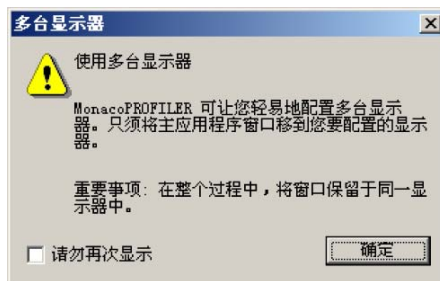 多台显示器
使用多台显示器
MonacoPROFILER 可让您轻易地配置多台显示
器。只须将主应用程序窗口移到您要配置的显示
器。
重要事项: 在整个过程中，将窗口保留于同一显
示器中。
请勿再次显示
确定